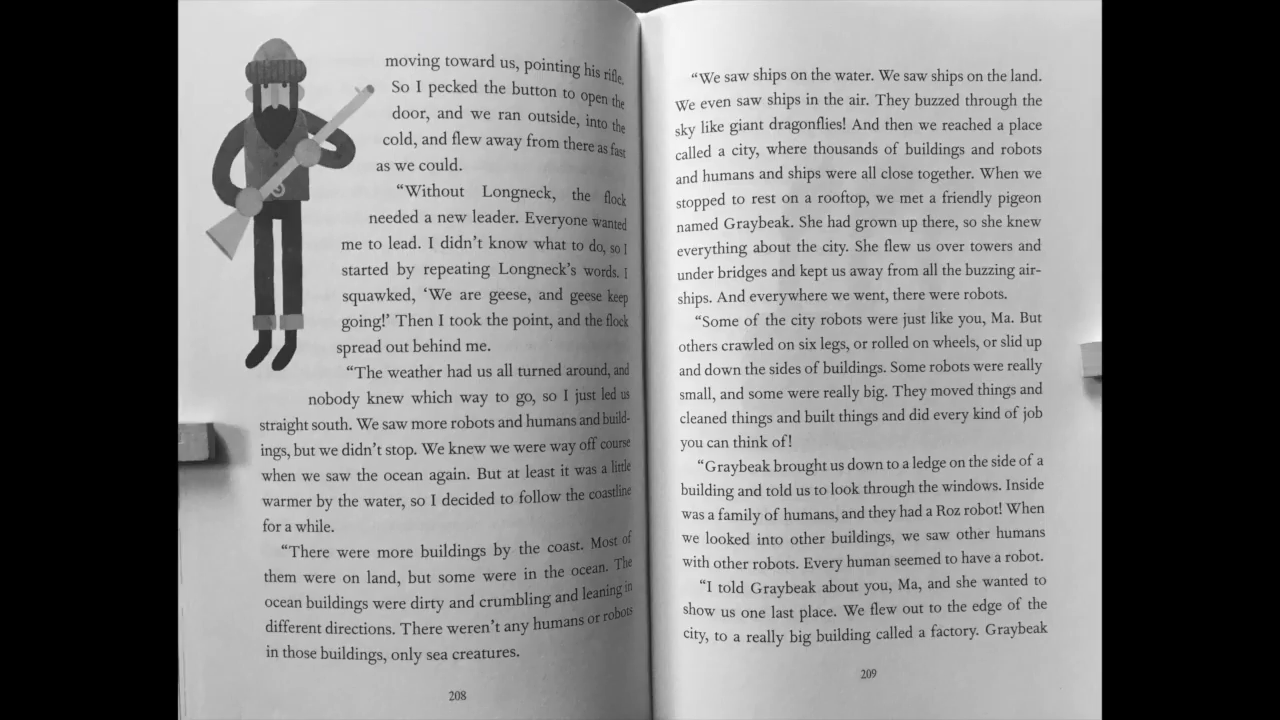 moving toward us, pointing his rifle.
So I pecked the button to open the
door, and we ran outside, into the
cold, and flew away from there as fast
as we could.
“Without Longneck, the flock
needed a new leader. Everyone wanted
me to lead. I didn’t know what to do, so I
started by repeating Longneck’s words. I
squawked, ‘We are geese, and geese keep
going!’ Then I took the point, and the flock
spread out behind me.
“The weather had us all turned around, and
nobody knew which way to go, so I just led us
straight south. We saw more robots and humans and build-
ings, but we didn’t stop. We knew we were way off course
when we saw the ocean again. But at least it was a little
warmer by the water, so I decided to follow the coastline
for a while.
“There were more buildings by the coast. Most of
them were on land, but some were in the ocean. The
ocean buildings were dirty and crumbling and leaning in
different directions. There weren’t any humans or robots
in those buildings, only sea creatures.
208
“We saw ships on the water. We saw ships on the land.
We even saw ships in the air. They buzzed through the
sky like giant dragonflies! And then we reached a place
called a city, where thousands of buildings and robots
and humans and ships were all close together. When we
stopped to rest on a rooftop, we met a friendly pigeon
named Graybeak. She had grown up there, so she knew
everything about the city. She flew us over towers and
under bridges and kept us away from all the buzzing air-
ships. And everywhere we went, there were robots.
“Some of the city robots were just like you, Ma. But
others crawled on six legs, or rolled on wheels, or slid up
and down the sides of buildings. Some robots were really
small, and some were really big. They moved things and
cleaned things and built things and did every kind of job
you can think of!
“Graybeak brought us down to a ledge on the side of a
building and told us to look through the windows. Inside
was a family of humans, and they had a Roz robot! When
we looked into other buildings, we saw other humans
with other robots. Every human seemed to have a robot.
“I told Graybeak about you, Ma, and she wanted to
show us one last place. We flew out to the edge of the
city, to a really big building called a factory. Graybeak
209